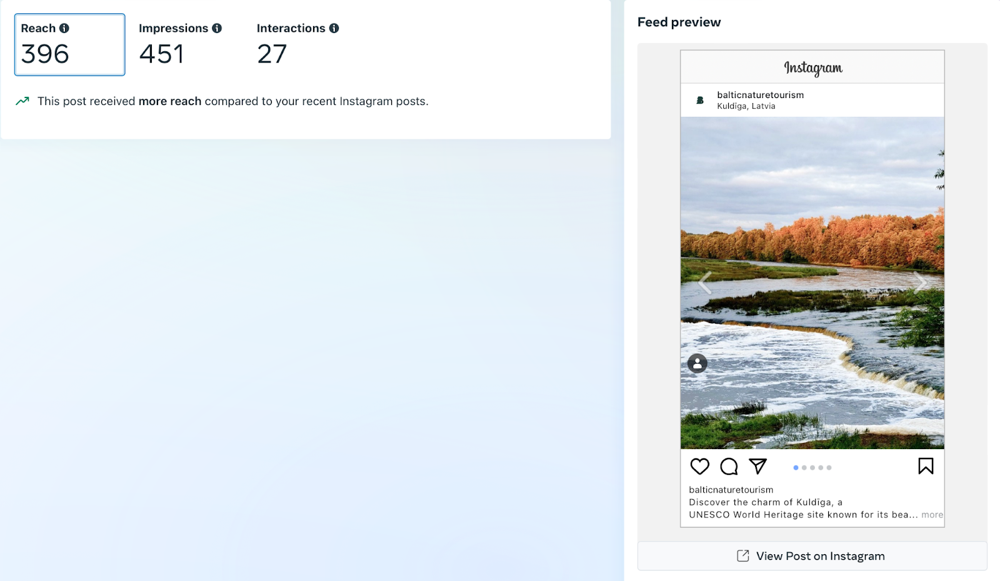 Reach
396
Impressions
451
Interactions
27
This post received more reach compared to your recent Instagram posts.
Feed preview
Instagram
balticnaturetourism
Kuldīga, Latvia
balticnaturetourism
Discover the charm of Kuldīga, a
UNESCO World Heritage site known for its bea... more
View Post on Instagram